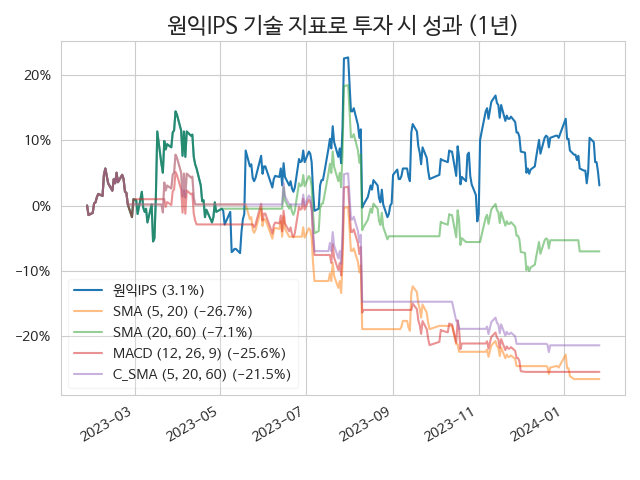 원익IPS 기술 지표로 투자 시 성과 (1년)
20%
10%
0%
−10%
−20%
원익IPS (3.1%)
SMA (5, 20) (−26.7%)
SMA (20, 60) (−7.1%)
MACD (12, 26, 9) (−25.6%)
C_SMA (5, 20, 60) (−21.5%)
2023−03
2023−05
2023−07
2023−09
2023−11
2024−01